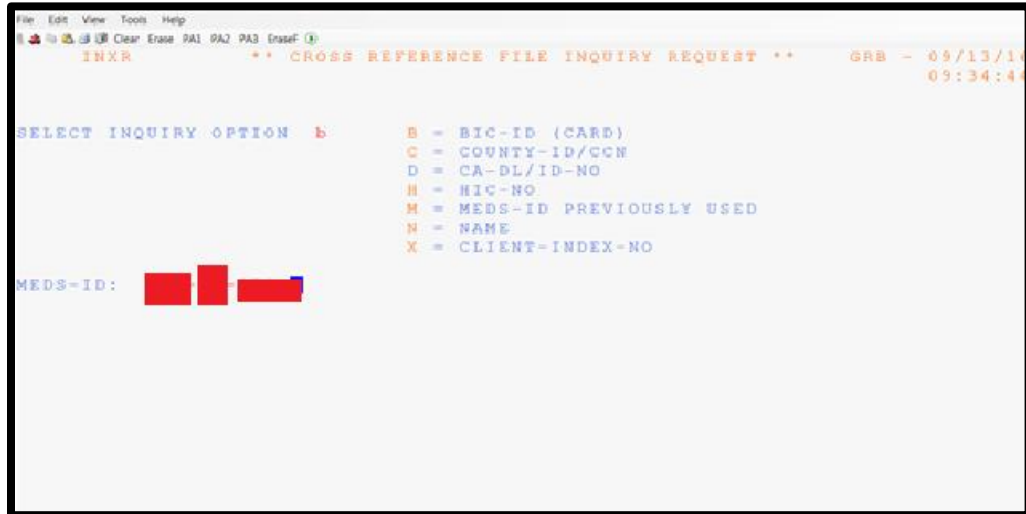 File Edit View Tools Help
Clear Erase PA1 PA2 PA3 EraseF
INXR ** CROSS REFERENCE FILE INQUIRY REQUEST ** GRB - 09/13/16
09:34:44
SELECT INQUIRY OPTION b B = BIC-ID (CARD)
C = COUNTY-ID/CCN
D = CA-DL/ID-NO
H = HIC-NO
M = MEDS-ID PREVIOUSLY USED
N = NAME
X = CLIENT-INDEX-NO
MEDS-ID: